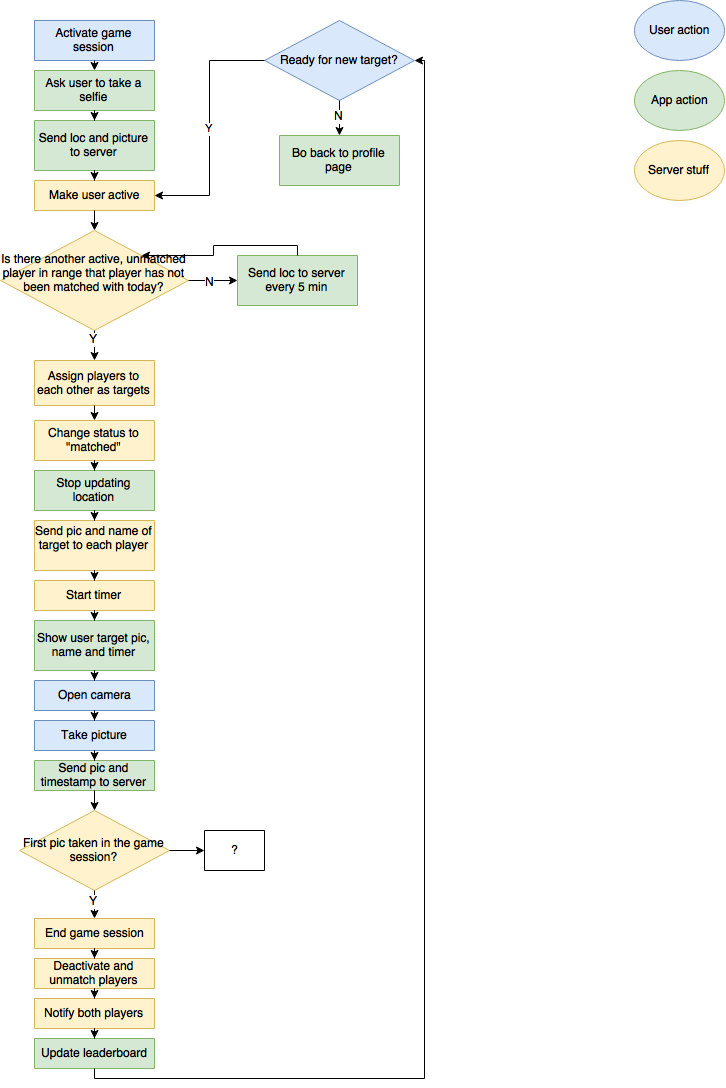 Activate game
session
Ask user to take a
selfie
Send loc and picture
to server
Make user active
Is there another active, unmatched
player in range that player has not
been matched with today?
N
Send loc to server
every 5 min
Y
Assign players to
each other as targets
Change status to
"matched"
Stop updating
location
Send pic and name of
target to each player
Start timer
Show user target pic,
name and timer
Open camera
Take picture
Send pic and
timestamp to server
First pic taken in the game
session?
?
Y
End game session
Deactivate and
unmatch players
Notify both players
Update leaderboard
Ready for new target?
Y
N
Bo back to profile
page
User action
App action
Server stuff